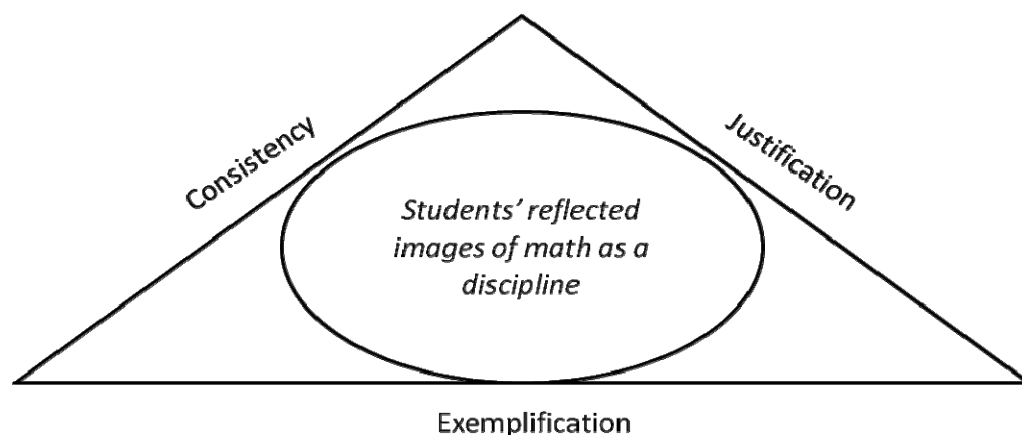 Consistency
Justification
Students’ reflected
images of math as a
discipline
Exemplification